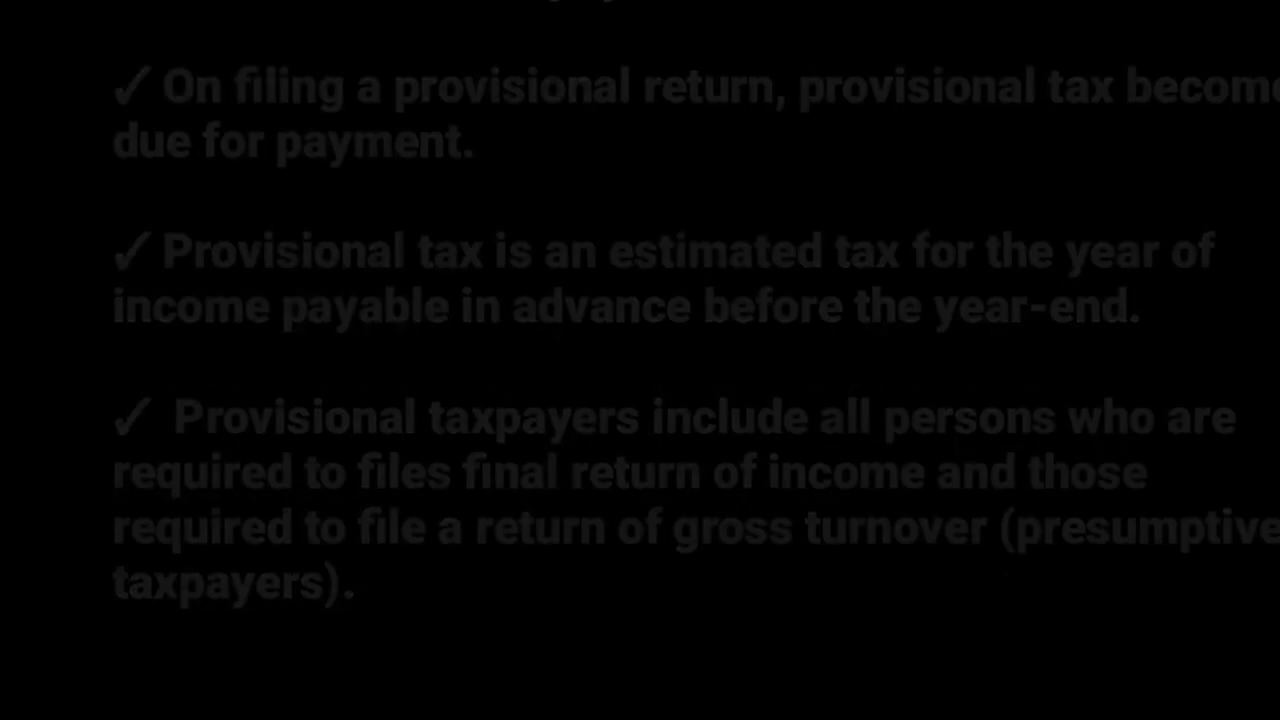 ✓ On filing a provisional return, provisional tax become
due for payment.
✓ Provisional tax is an estimated tax for the year of
income payable in advance before the year-end.
✓ Provisional taxpayers include all persons who are
required to files final return of income and those
required to file a return of gross turnover (presumptive
taxpayers).